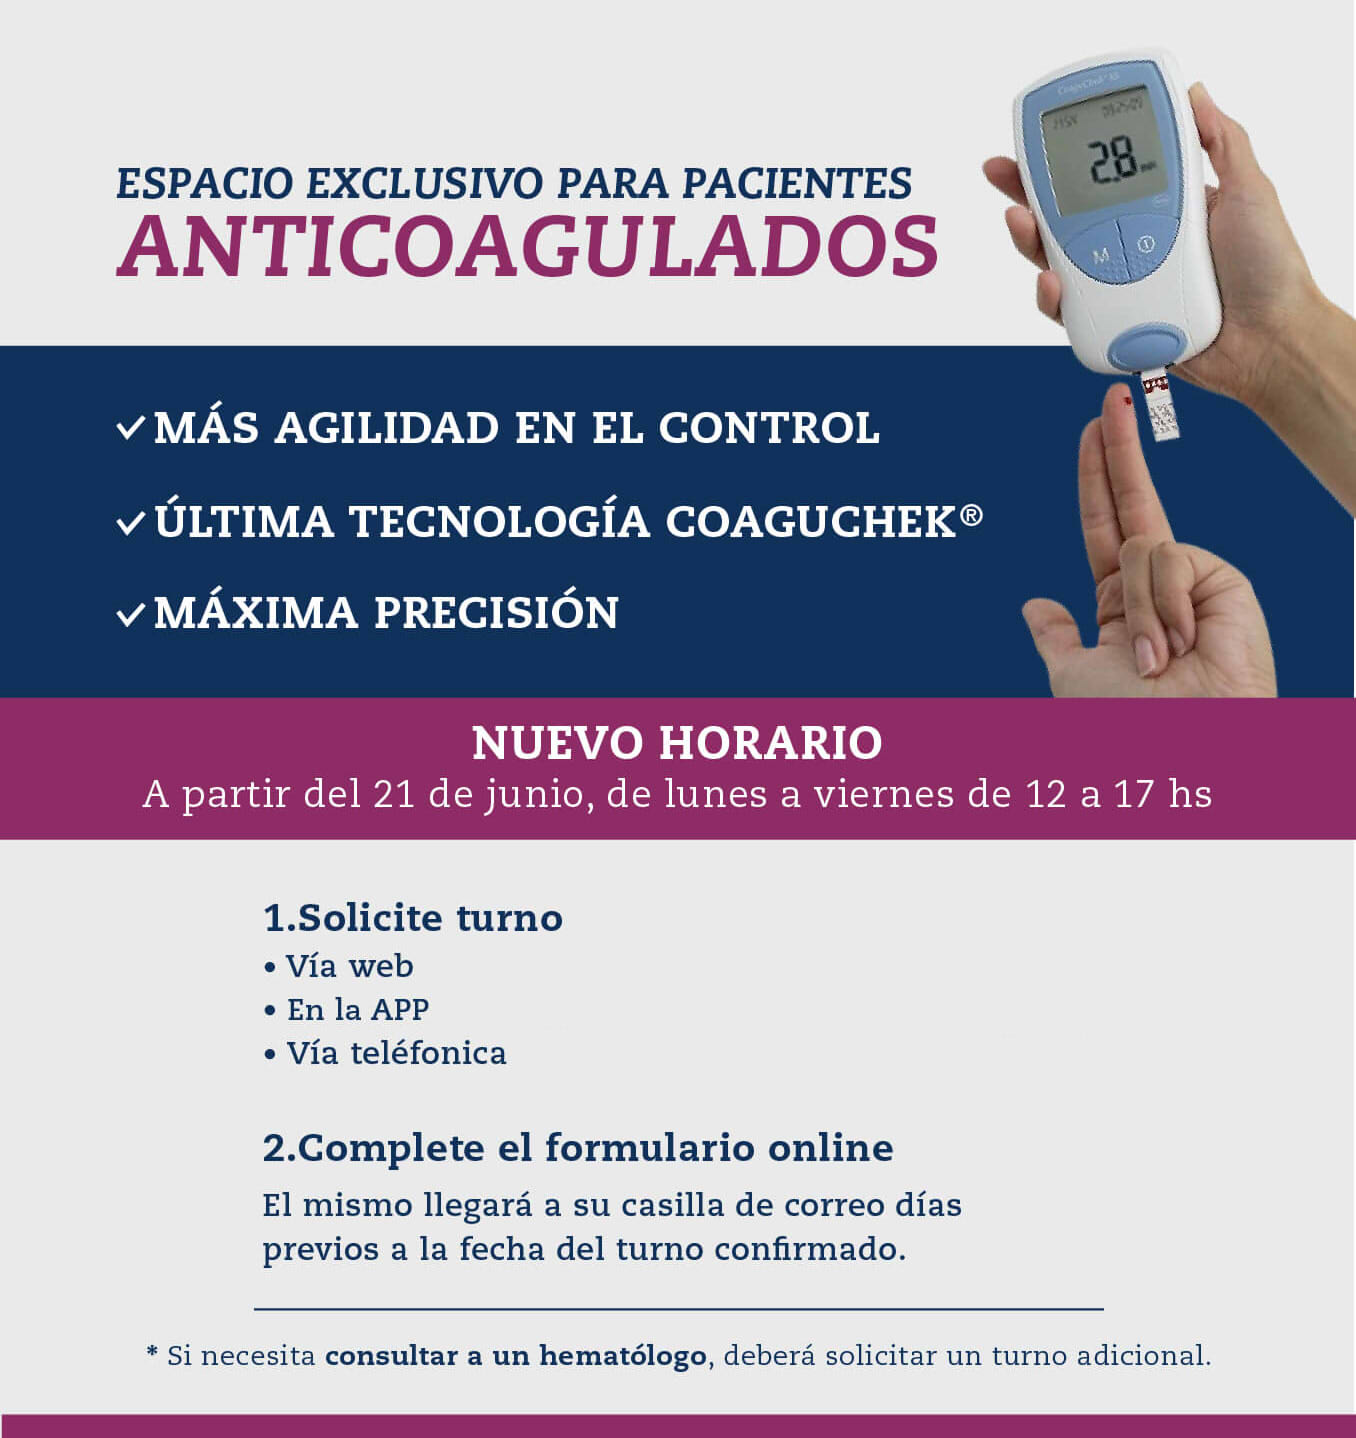 ESPACIO EXCLUSIVO PARA PACIENTES
ANTICOAGULADOS
CoaguChek XS
2.8
M
✓ MÁS AGILIDAD EN EL CONTROL
✓ ÚLTIMA TECNOLOGÍA COAGUCHEK®
✓ MÁXIMA PRECISIÓN
NUEVO HORARIO
A partir del 21 de junio, de lunes a viernes de 12 a 17 hs
1.Solicite turno
• Vía web
• En la APP
• Vía teléfonica
2.Complete el formulario online
El mismo llegará a su casilla de correo días
previos a la fecha del turno confirmado.
* Si necesita consultar a un hematólogo, deberá solicitar un turno adicional.